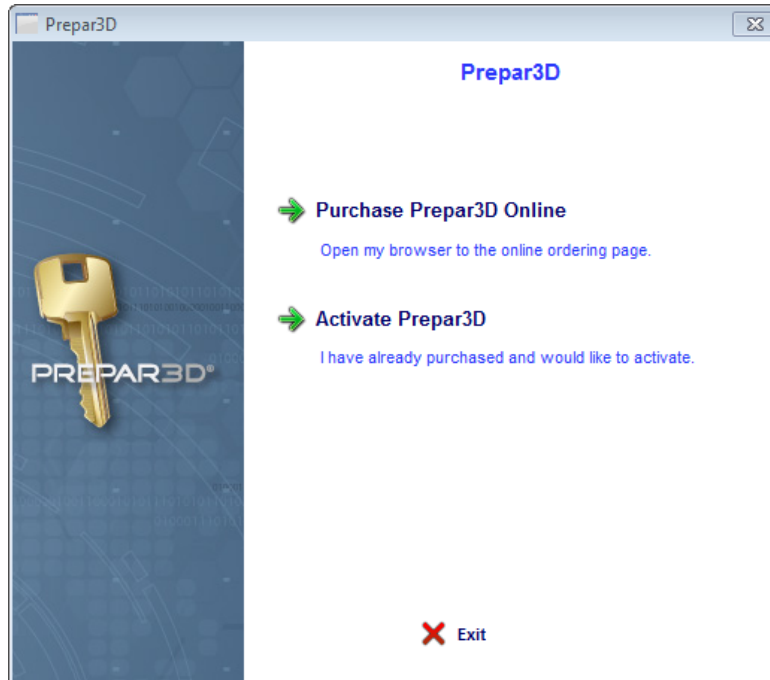 Prepar3D
Prepar3D
Purchase Prepar3D Online
Open my browser to the online ordering page.
Activate Prepar3D
I have already purchased and would like to activate.
PREPAR3D®
Exit